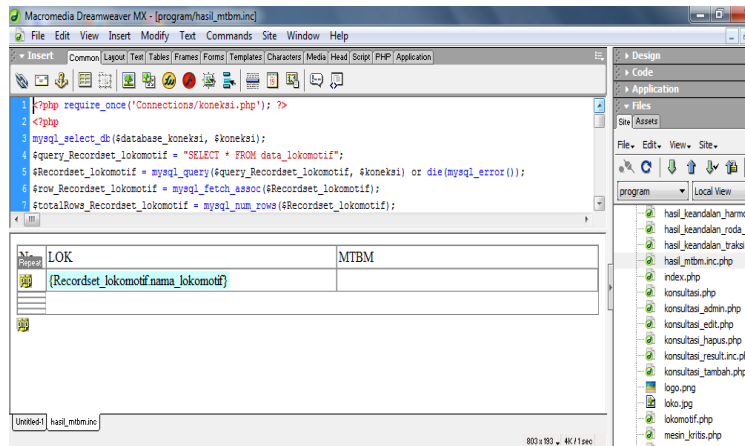 Macromedia Dreamweaver MX - [program/hasil_mtbm.inc]
File Edit View Insert Modify Text Commands Site Window Help
Insert Common Layout Text Tables Frames Forms Templates Characters Media Head Script PHP Application
1 <?php require_once('Connections/koneksi.php'); ?>
2 <?php
3 mysql_select_db($database_koneksi, $koneksi);
4 $query_Recordset_lokomotif = "SELECT * FROM data_lokomotif";
5 $Recordset_lokomotif = mysql_query($query_Recordset_lokomotif, $koneksi) or die(mysql_error());
6 $row_Recordset_lokomotif = mysql_fetch_assoc($Recordset_lokomotif);
7 $totalRows_Recordset_lokomotif = mysql_num_rows($Recordset_lokomotif);
Repeat
LOK MTBM
{Recordset_lokomotif.nama_lokomotif}
Untitled-1 hasil_mtbm.inc
803 x 193 4K / 1 sec
Design
Code
Application
Files
Site Assets
File Edit View Site
program Local View
hasil_keandalan_harmo
hasil_keandalan_roda_
hasil_keandalan_traksi
hasil_mtbm.inc.php
index.php
konsultasi.php
konsultasi_admin.php
konsultasi_edit.php
konsultasi_hapus.php
konsultasi_result.inc.p
konsultasi_tambah.php
logo.png
loko.jpg
lokomotif.php
mesin_kritis.php